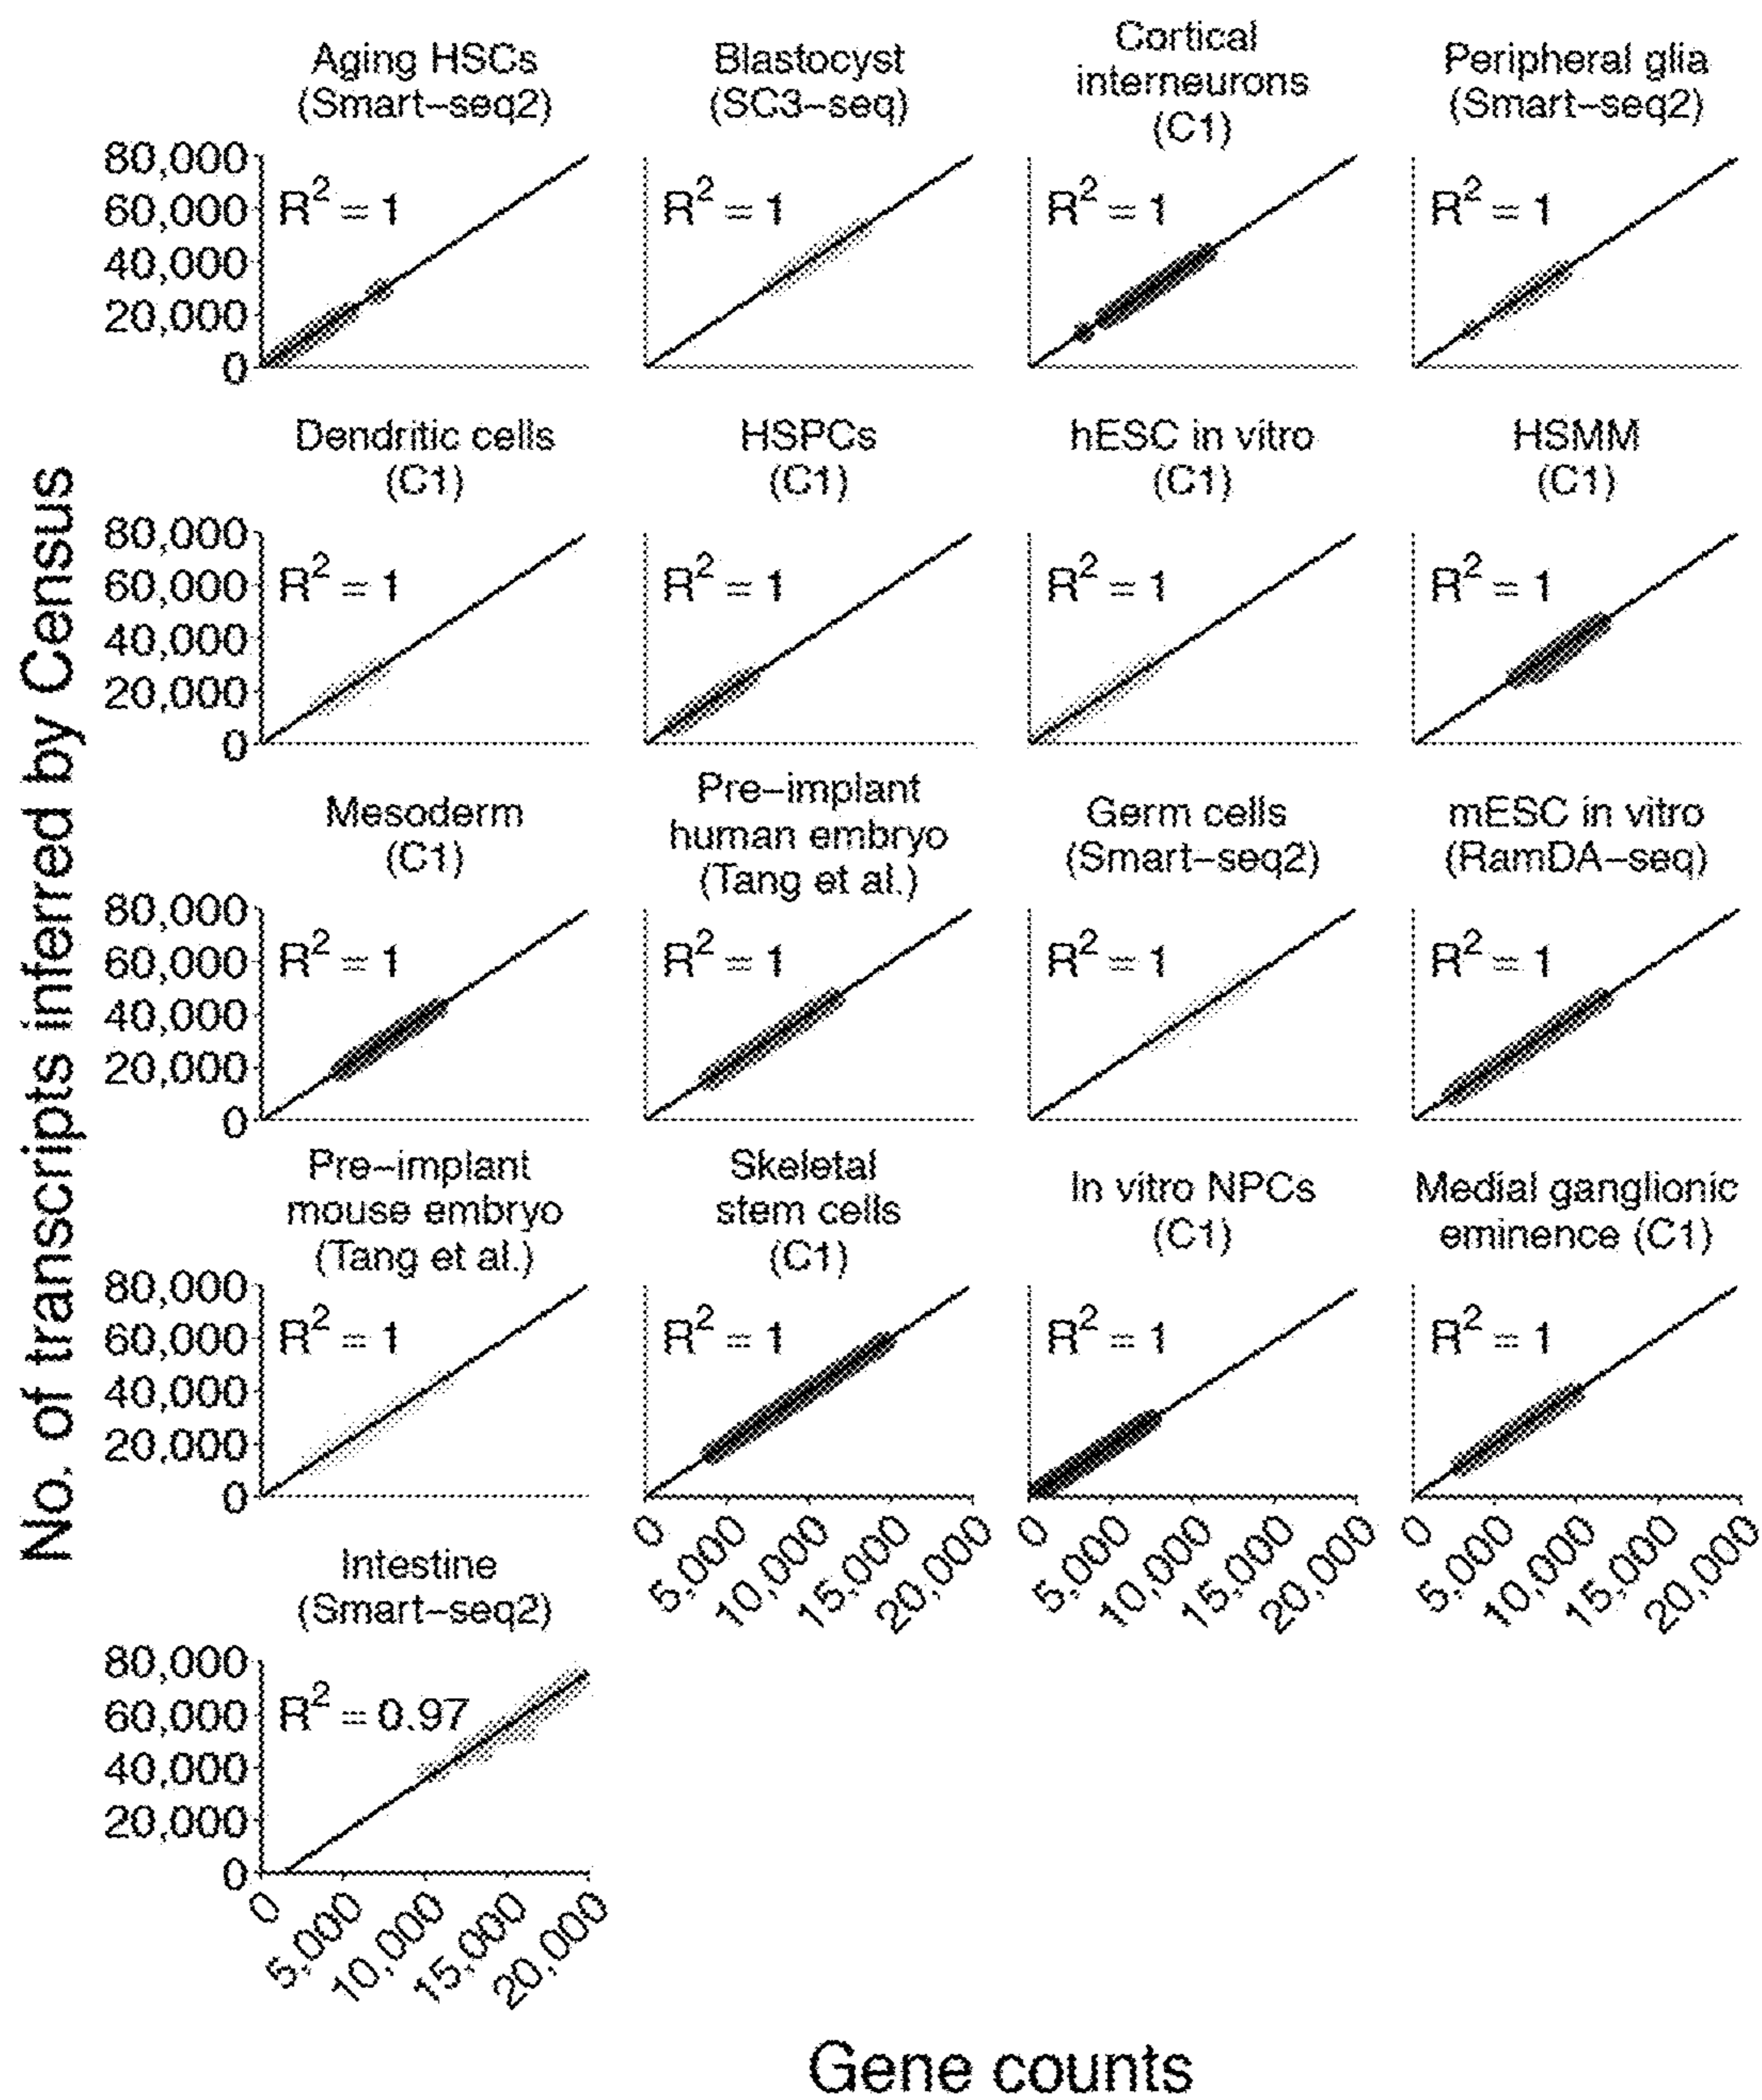 Aging HSCs
(Smart–seq2)
Blastocyst
(SC3–seq)
Cortical
interneurons
(C1)
Peripheral glia
(Smart–seq2)
80,000
60,000
40,000
20,000
0
R² = 1
R² = 1
R² = 1
R² = 1
Dendritic cells
(C1)
HSPCs
(C1)
hESC in vitro
(C1)
HSMM
(C1)
80,000
60,000
40,000
20,000
0
R² = 1
R² = 1
R² = 1
R² = 1
Mesoderm
(C1)
Pre–implant
human embryo
(Tang et al.)
Germ cells
(Smart–seq2)
mESC in vitro
(RamDA–seq)
80,000
60,000
40,000
20,000
0
R² = 1
R² = 1
R² = 1
R² = 1
Pre–implant
mouse embryo
(Tang et al.)
Skeletal
stem cells
(C1)
In vitro NPCs
(C1)
Medial ganglionic
eminence (C1)
80,000
60,000
40,000
20,000
0
R² = 1
R² = 1
R² = 1
R² = 1
0
5,000
10,000
15,000
20,000
0
5,000
10,000
15,000
20,000
0
5,000
10,000
15,000
20,000
Intestine
(Smart–seq2)
80,000
60,000
40,000
20,000
0
R² = 0.97
0
5,000
10,000
15,000
20,000
No. of transcripts inferred by Census
Gene counts